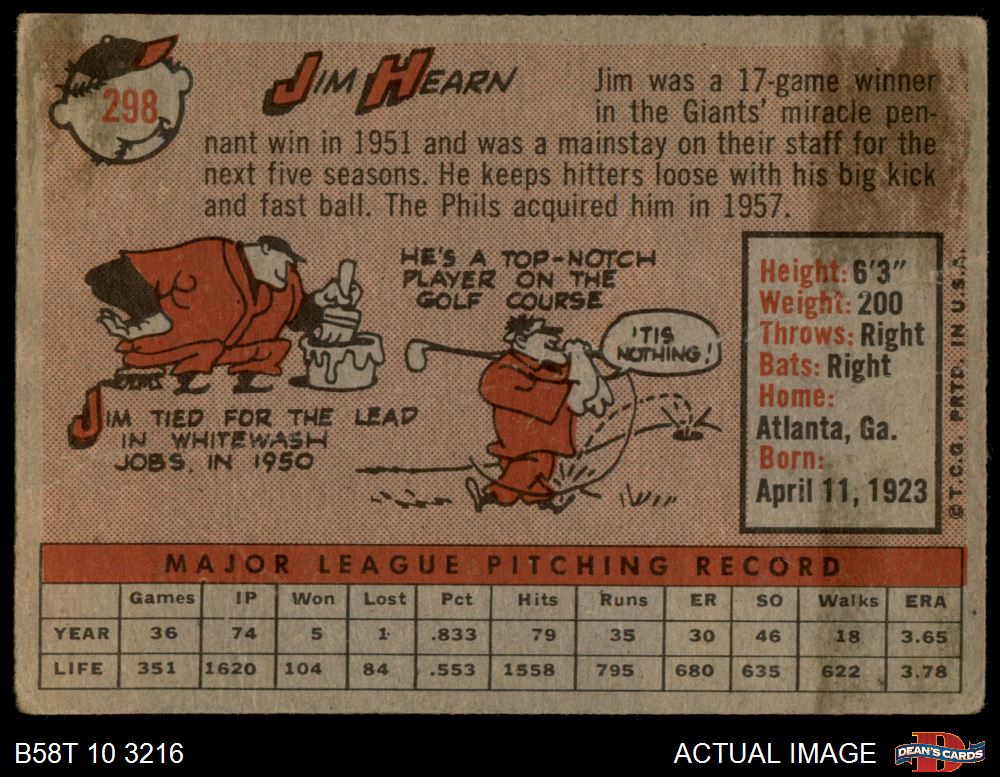 298
JIM HEARN
Jim was a 17-game winner
in the Giants' miracle pen-
nant win in 1951 and was a mainstay on their staff for the
next five seasons. He keeps hitters loose with his big kick
and fast ball. The Phils acquired him in 1957.
HE'S A TOP-NOTCH
PLAYER ON THE
GOLF COURSE
'TIS
NOTHING!
JIM TIED FOR THE LEAD
IN WHITEWASH
JOBS, IN 1950
Height: 6'3"
Weight: 200
Throws: Right
Bats: Right
Home:
Atlanta, Ga.
Born:
April 11, 1923
© T.C.G. PRTD. IN U.S.A.
MAJOR LEAGUE PITCHING RECORD
Games IP Won Lost Pct Hits Runs ER SO Walks ERA
YEAR 36 74 5 1 .833 79 35 30 46 18 3.65
LIFE 351 1620 104 84 .553 1558 795 680 635 622 3.78
B58T 10 3216
ACTUAL IMAGE
D
DEAN'S CARDS